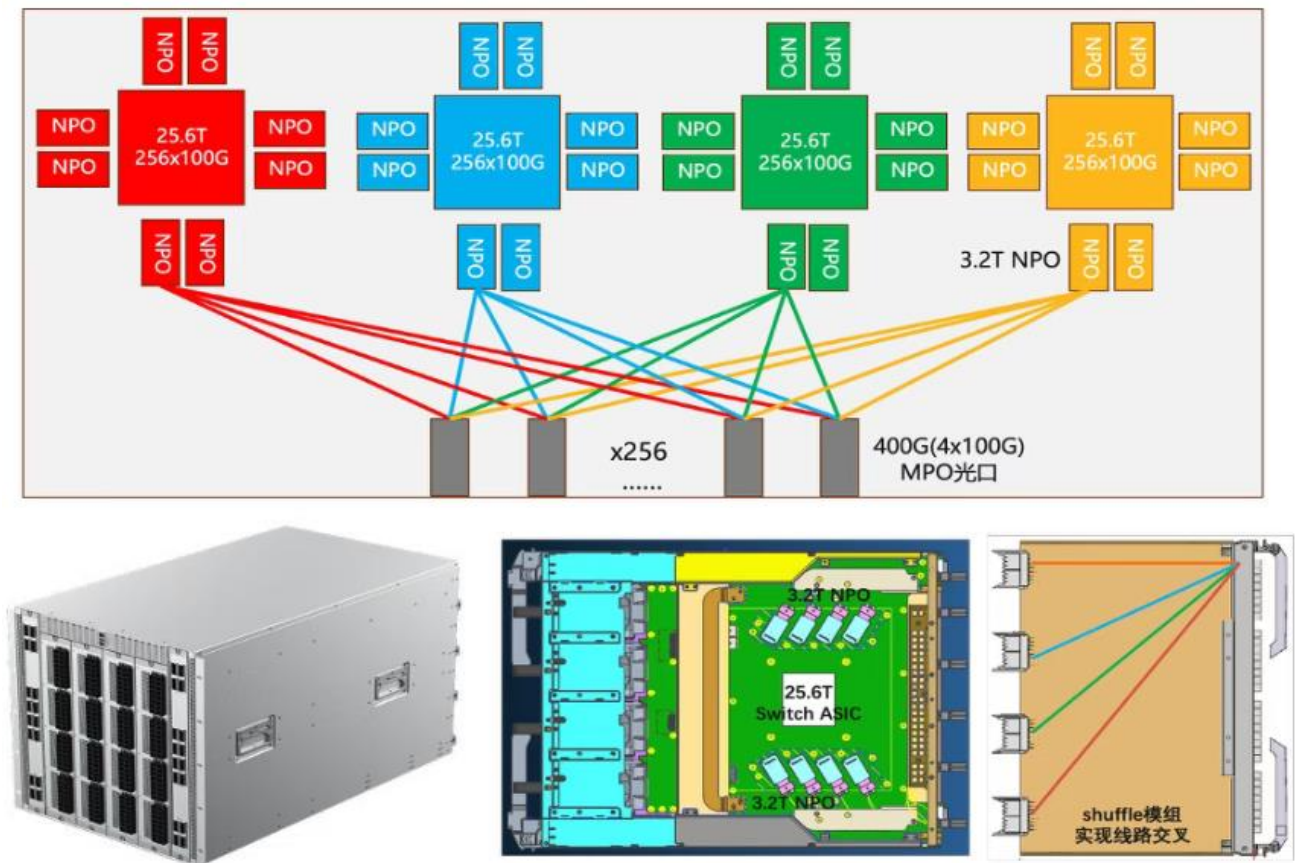 NPO NPO NPO NPO NPO NPO NPO NPO
NPO NPO NPO NPO NPO NPO NPO NPO
25.6T 25.6T 25.6T 25.6T
256x100G 256x100G 256x100G 256x100G
NPO NPO NPO NPO NPO NPO NPO NPO
NPO NPO NPO NPO NPO NPO NPO NPO
3.2T NPO
x256
......
400G(4x100G)
MPO光口
3.2T NPO
25.6T
Switch ASIC
3.2T NPO
shuffle模组
实现线路交叉